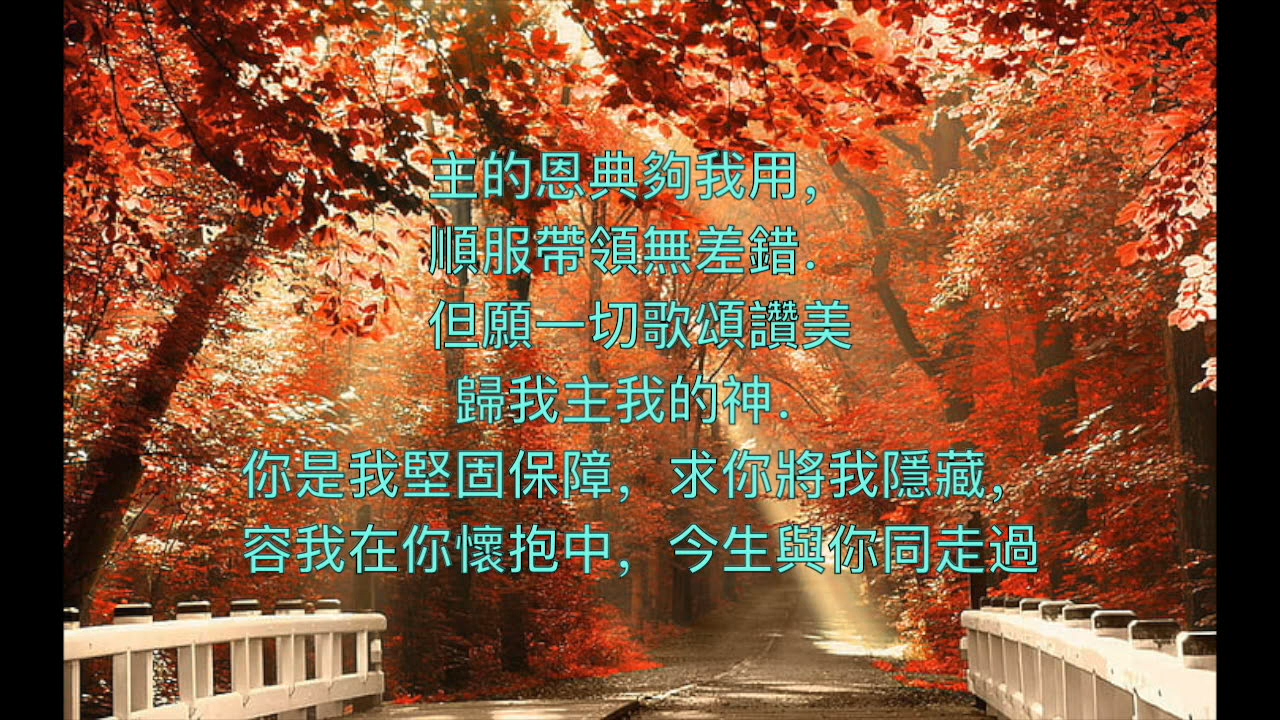 主的恩典夠我用,
順服帶領無差錯.
但願一切歌頌讚美
歸我主我的神.
你是我堅固保障，求你將我隱藏,
容我在你懷抱中，今生與你同走過